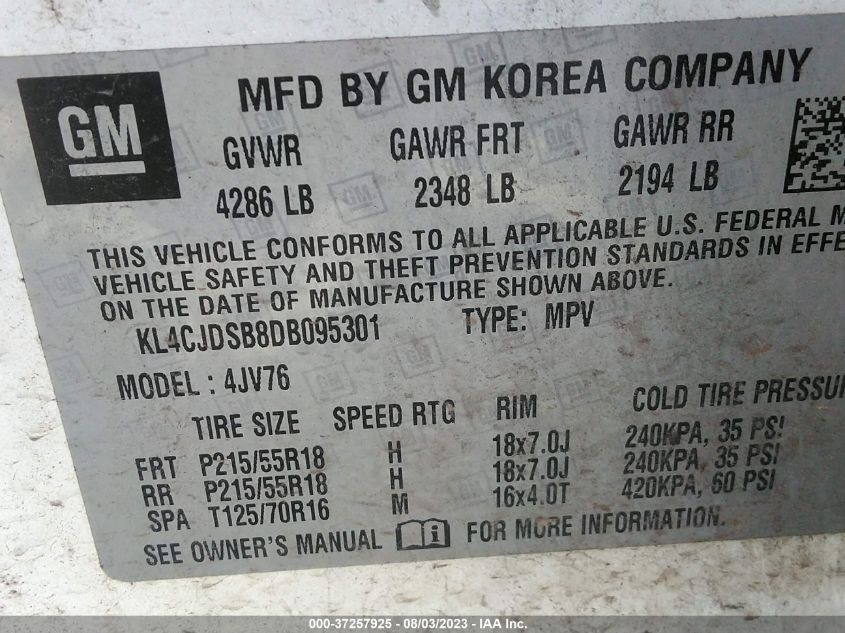 GM
MFD BY GM KOREA COMPANY
GVWR GAWR FRT GAWR RR
4286 LB 2348 LB 2194 LB
THIS VEHICLE CONFORMS TO ALL APPLICABLE U.S. FEDERAL M
VEHICLE SAFETY AND THEFT PREVENTION STANDARDS IN EFFE
ON THE DATE OF MANUFACTURE SHOWN ABOVE.
KL4CJDSB8DB095301 TYPE: MPV
MODEL : 4JV76
TIRE SIZE SPEED RTG RIM COLD TIRE PRESSU
FRT P215/55R18 H 18x7.0J 240KPA, 35 PSI
RR P215/55R18 H 18x7.0J 240KPA, 35 PSI
SPA T125/70R16 M 16x4.0T 420KPA, 60 PSI
SEE OWNER'S MANUAL FOR MORE INFORMATION.
000-37257925 - 08/03/2023 - IAA Inc.